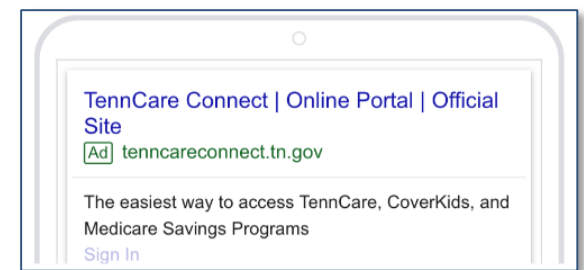 TennCare Connect | Online Portal | Official
Site
Ad tenncareconnect.tn.gov
The easiest way to access TennCare, CoverKids, and
Medicare Savings Programs
Sign In